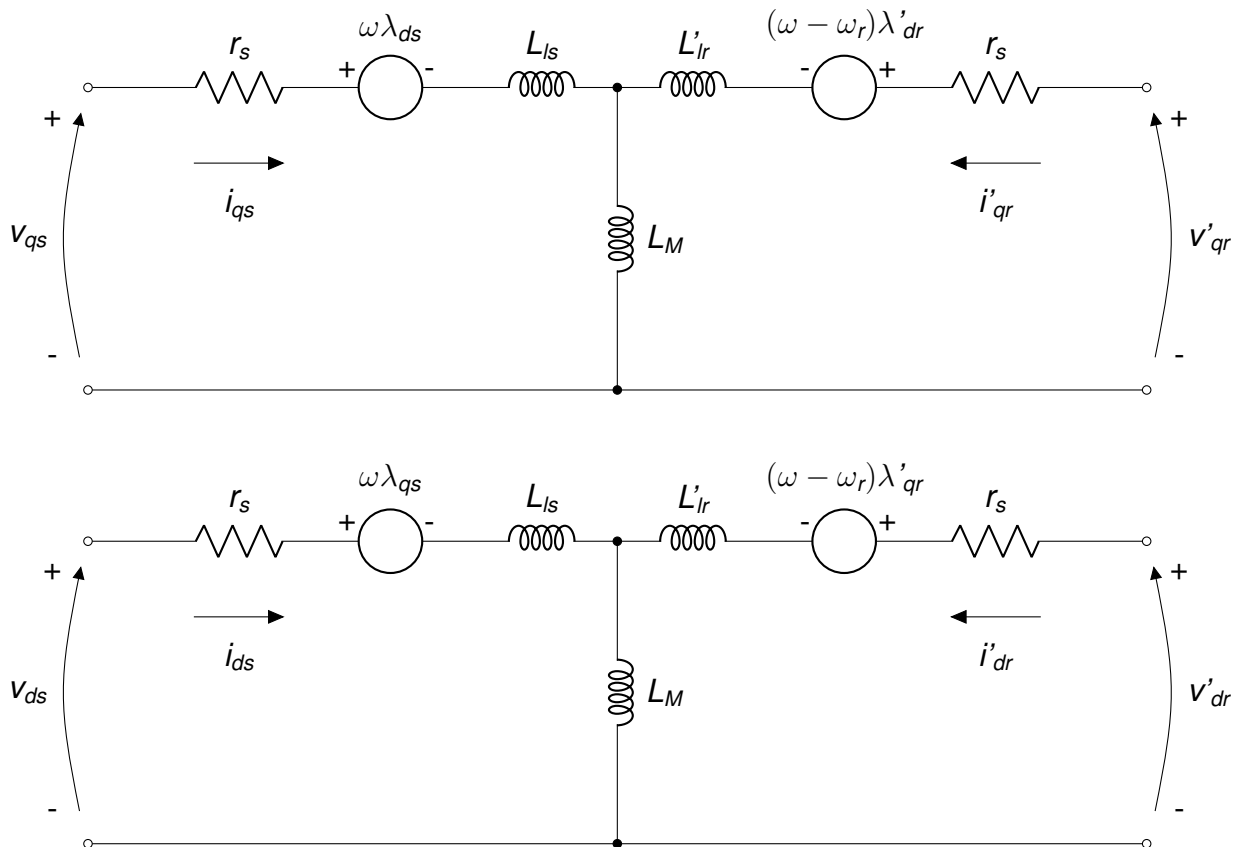 ωλds L'lr (ω − ωr)λ'dr
rs Lls rs
+ - - +
+ +
iqs i'qr
vqs LM v'qr
- -
ωλqs L'lr (ω − ωr)λ'qr
rs Lls rs
+ - - +
+ +
ids i'dr
vds LM v'dr
- -